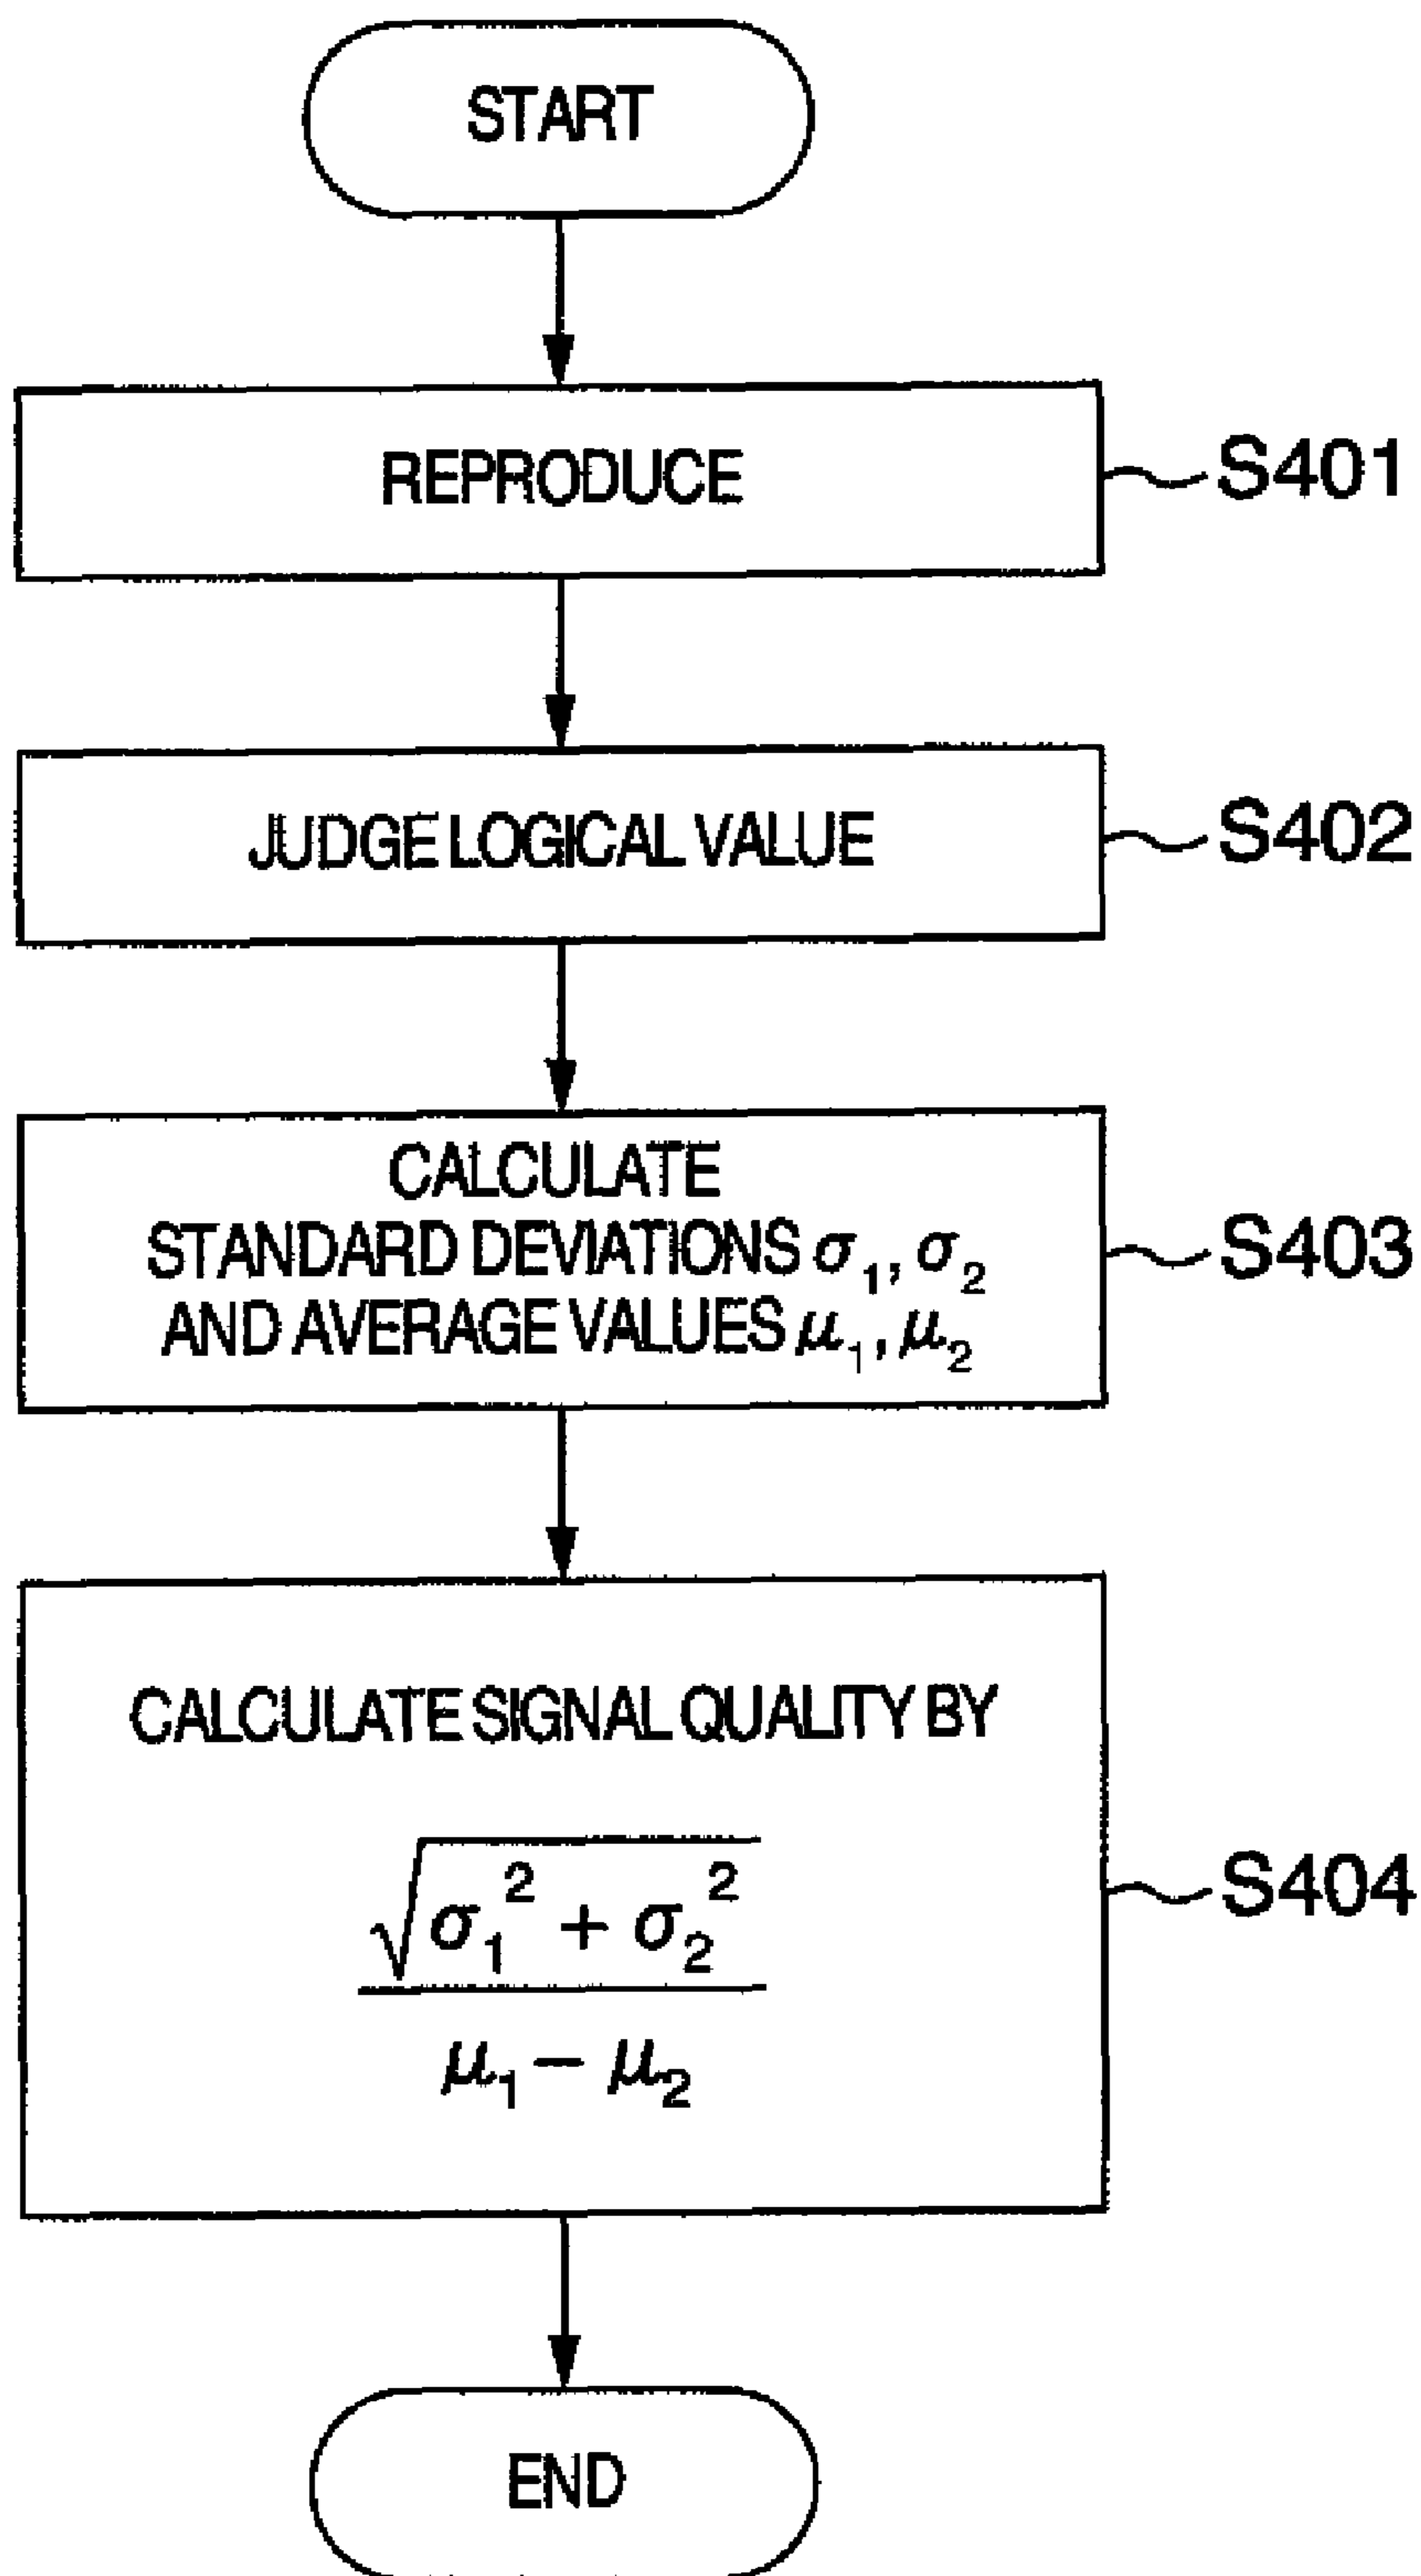 START
REPRODUCE
S401
JUDGE LOGICAL VALUE
S402
CALCULATE
STANDARD DEVIATIONS σ₁, σ₂
AND AVERAGE VALUES μ₁, μ₂
S403
CALCULATE SIGNAL QUALITY BY
√σ₁² + σ₂²
μ₁ − μ₂
S404
END